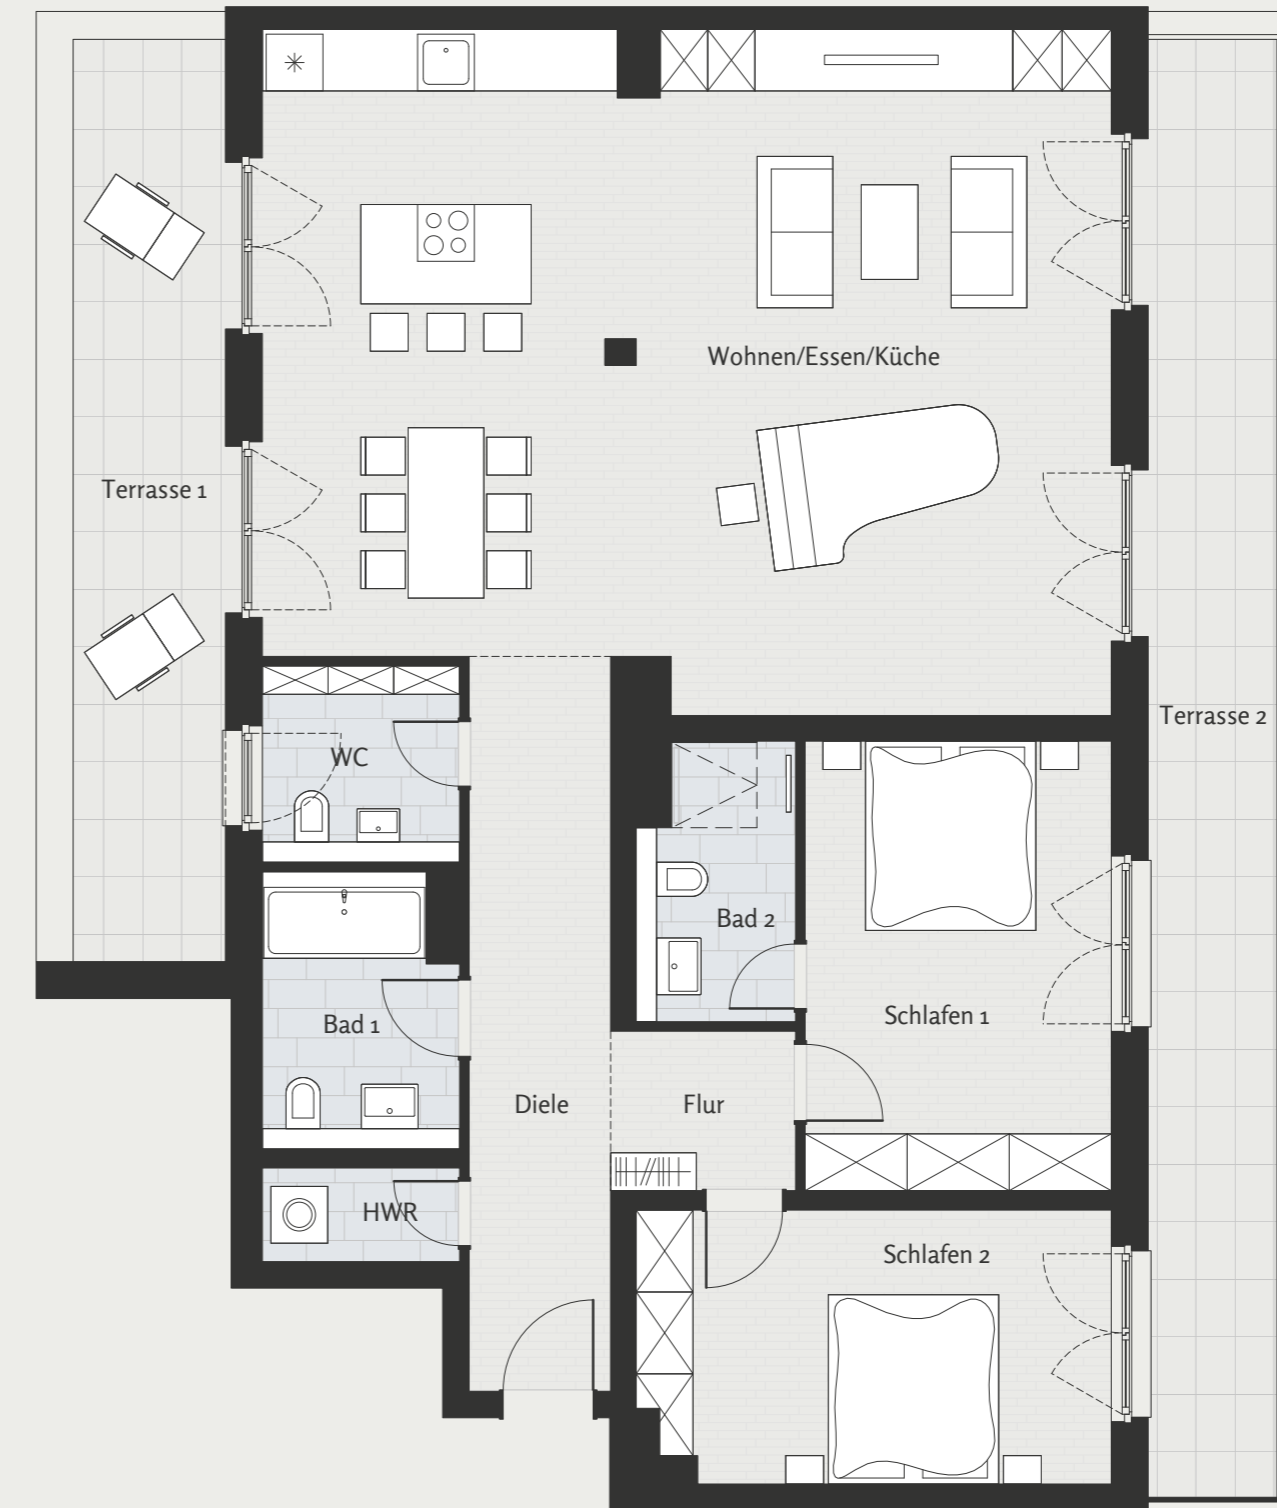 Wohnen/Essen/Küche
Terrasse 1
Terrasse 2
WC
Bad 2
Schlafen 1
Bad 1
Diele
Flur
HWR
Schlafen 2